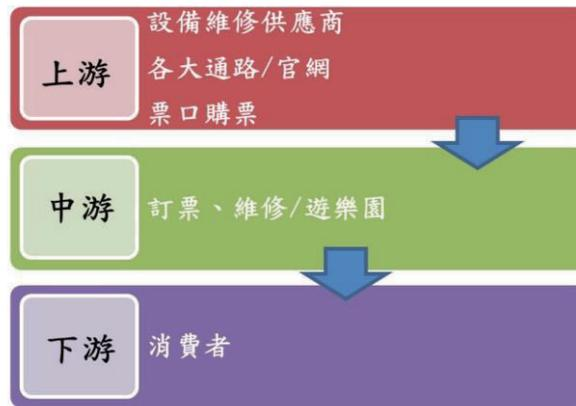 上游
設備維修供應商
各大通路/官網
票口購票
中游
訂票、維修/遊樂園
下游
消費者